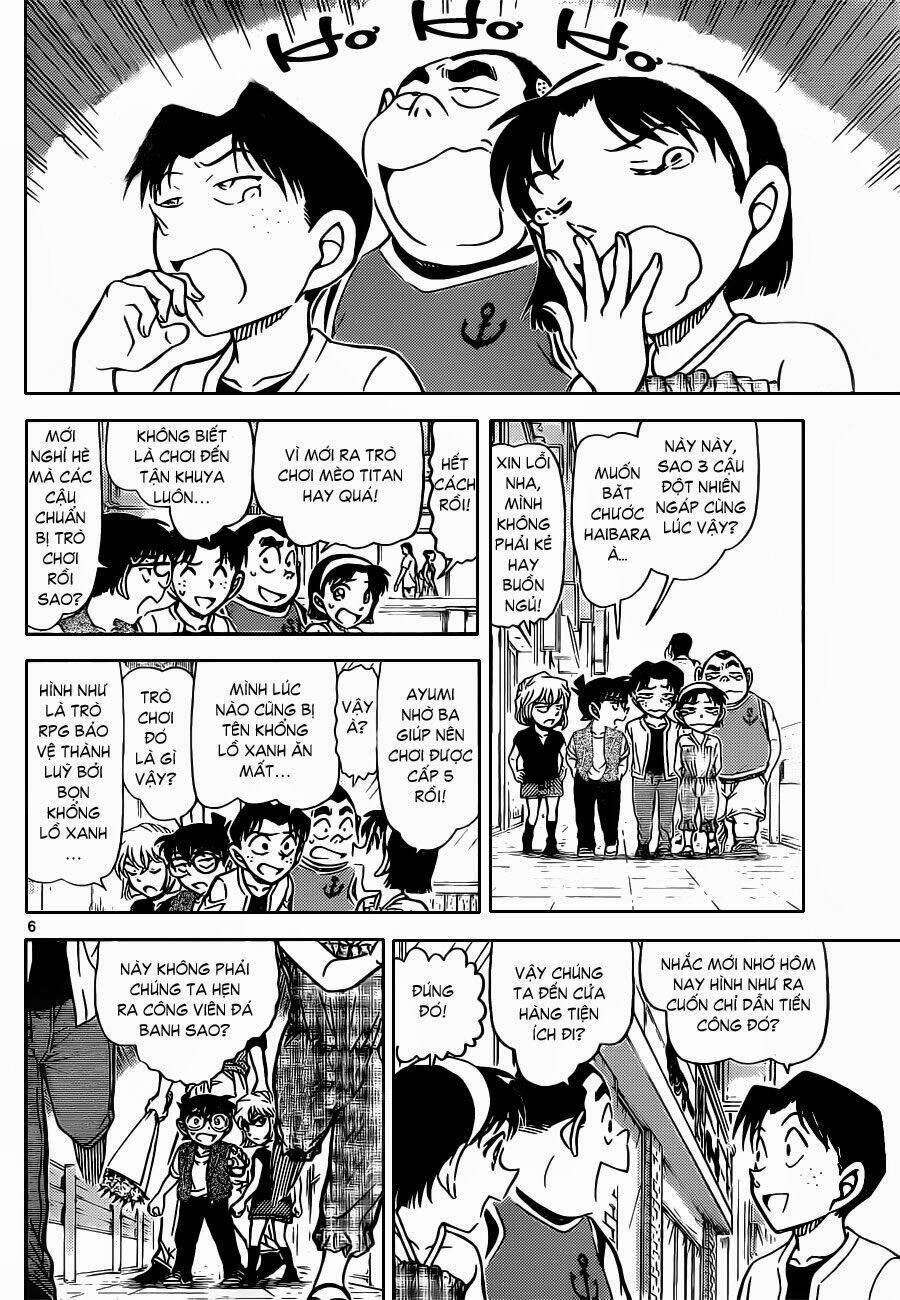 HƠ HƠ HƠ
NÀY NÀY,
SAO 3 CẬU
ĐỘT NHIÊN
NGÁP CÙNG
LÚC VẬY?
MUỐN
BẮT
CHƯỚC
HAIBARA
À...
XIN LỖI
NHA,
MÌNH
KHÔNG
PHẢI KẺ
HAY
BUỒN
NGỦ!
HẾT
CÁCH
RỒI!
VÌ MỚI RA TRÒ
CHƠI MÈO TITAN
HAY QUÁ!
KHÔNG BIẾT
LÀ CHƠI ĐẾN
TẬN KHUYA
LUÔN...
MỚI
NGHỈ HÈ
MÀ CÁC
CẬU
CHUẨN
BỊ TRÒ
CHƠI
RỒI
SAO?
AYUMI
NHỜ BA
GIÚP NÊN
CHƠI ĐƯỢC
CẤP 5
RỒI!
VẬY
À?
MÌNH LÚC
NÀO CŨNG BỊ
TÊN KHỔNG
LỒ XANH ĂN
MẤT...
TRÒ
CHƠI
ĐÓ
LÀ GÌ
VẬY?
HÌNH NHƯ
LÀ TRÒ
RPG BẢO
VỆ THÀNH
LUỸ BỞI
BỌN
KHỔNG
LỒ XANH
...
6
NHẮC MỚI NHỚ HÔM
NAY HÌNH NHƯ RA
CUỐN CHỈ DẪN TIẾN
CÔNG ĐÓ?
VẬY CHÚNG
TA ĐẾN CỬA
HÀNG TIỆN
ÍCH ĐI?
ĐÚNG
ĐÓ!
NÀY KHÔNG PHẢI
CHÚNG TA HẸN
RA CÔNG VIÊN ĐÁ
BANH SAO?